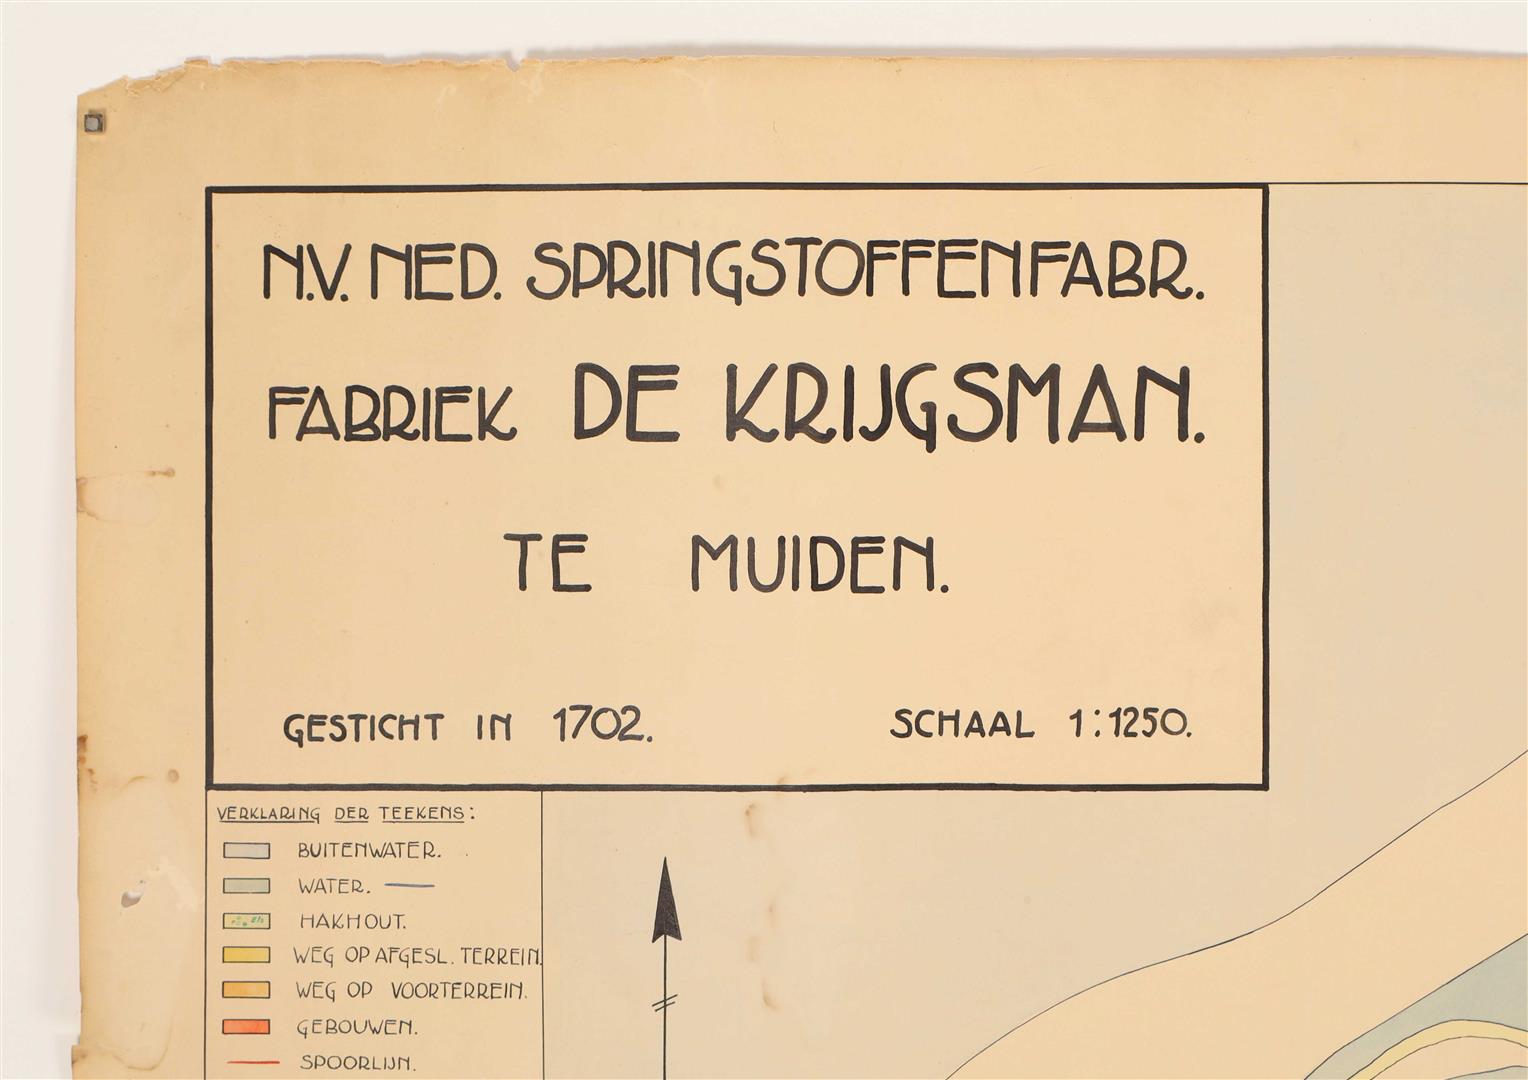 N.V. NED. SPRINGSTOFFENFABR.
FABRIEK DE KRIJGSMAN.
TE MUIDEN.
GESTICHT IN 1702. SCHAAL 1:1250.
VERKLARING DER TEEKENS:
BUITENWATER.
WATER.
HAKHOUT.
WEG OP AFGESL. TERREIN.
WEG OP VOORTERREIN.
GEBOUWEN.
SPOORLIJN.